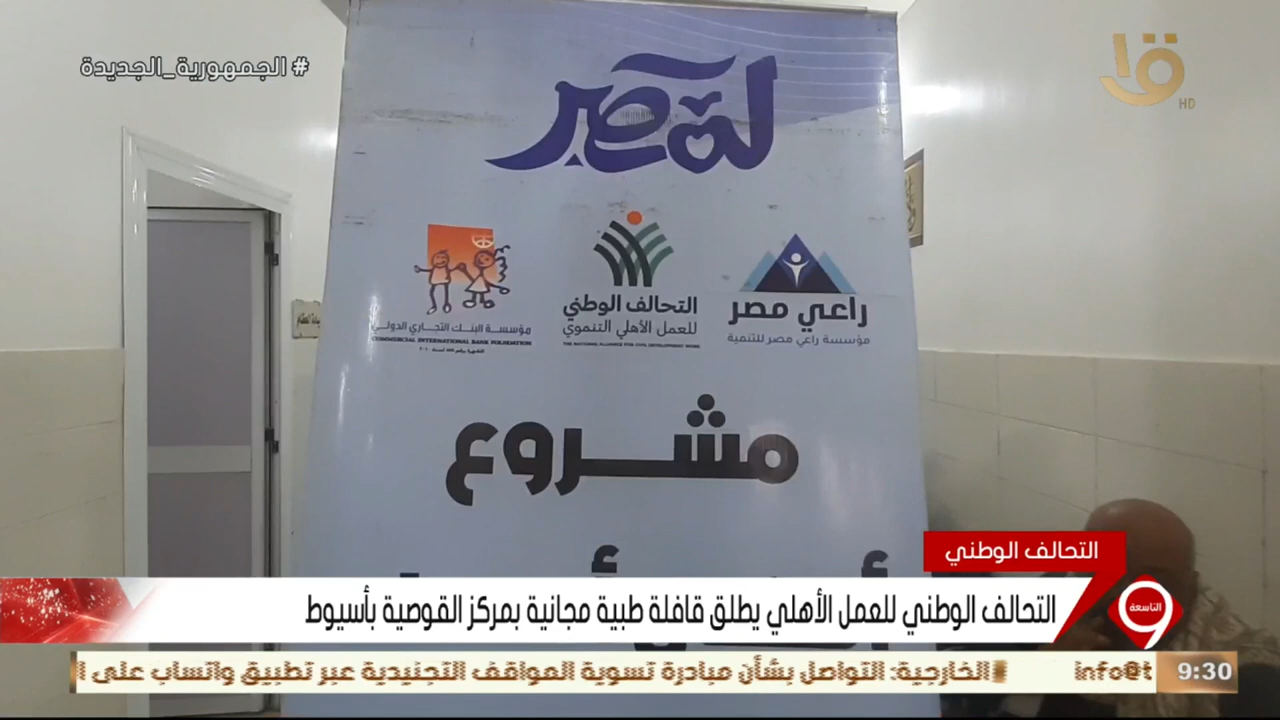 #الجمهورية_الجديدة
HD
لمصر
راعي مصر
مؤسسة راعي مصر للتنمية
التحالف الوطني
للعمل الأهلي التنموي
THE NATIONAL ALLIANCE FOR CIVIL DEVELOPMENT WORK
مؤسسة البنك التجاري الدولي
COMMERCIAL INTERNATIONAL BANK FOUNDATION
مشروع
التحالف الوطني
التاسعة
9
التحالف الوطني للعمل الأهلي يطلق قافلة طبية مجانية بمركز القوصية بأسيوط
9:30
info@t
#الخارجية: التواصل بشأن مبادرة تسوية المواقف التجنيدية عبر تطبيق واتساب على ا